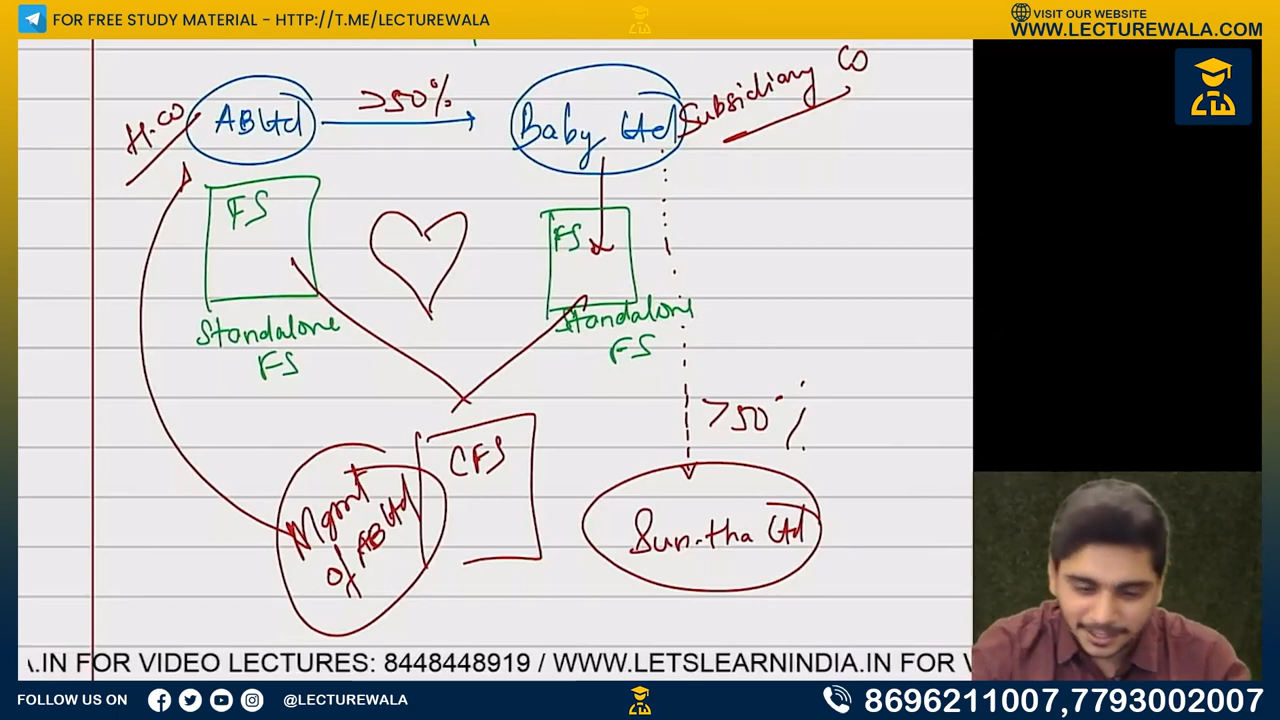 FOR FREE STUDY MATERIAL - HTTP://T.ME/LECTUREWALA
VISIT OUR WEBSITE
WWW.LECTUREWALA.COM
H.CO
AB Ltd
>50%
Baby Ltd
Subsidiary Co
FS
FS
Standalone
FS
Standalone
FS
>50%
CFS
Mgmt
of AB Ltd
Ltd
A.IN FOR VIDEO LECTURES: 8448448919 / WWW.LETSLEARNINDIA.IN FOR V
FOLLOW US ON
@LECTUREWALA
8696211007,7793002007